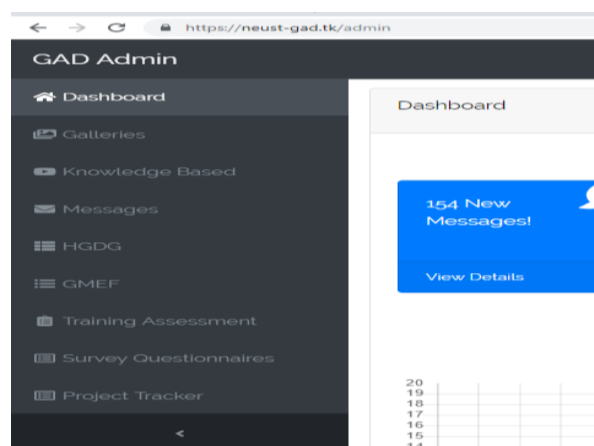 https://neust-gad.tk/admin
GAD Admin
Dashboard
Galleries
Knowledge Based
Messages
HGDG
GMEF
Training Assessment
Survey Questionnaires
Project Tracker
<
Dashboard
154 New
Messages!
View Details
20
19
18
17
16
15
14